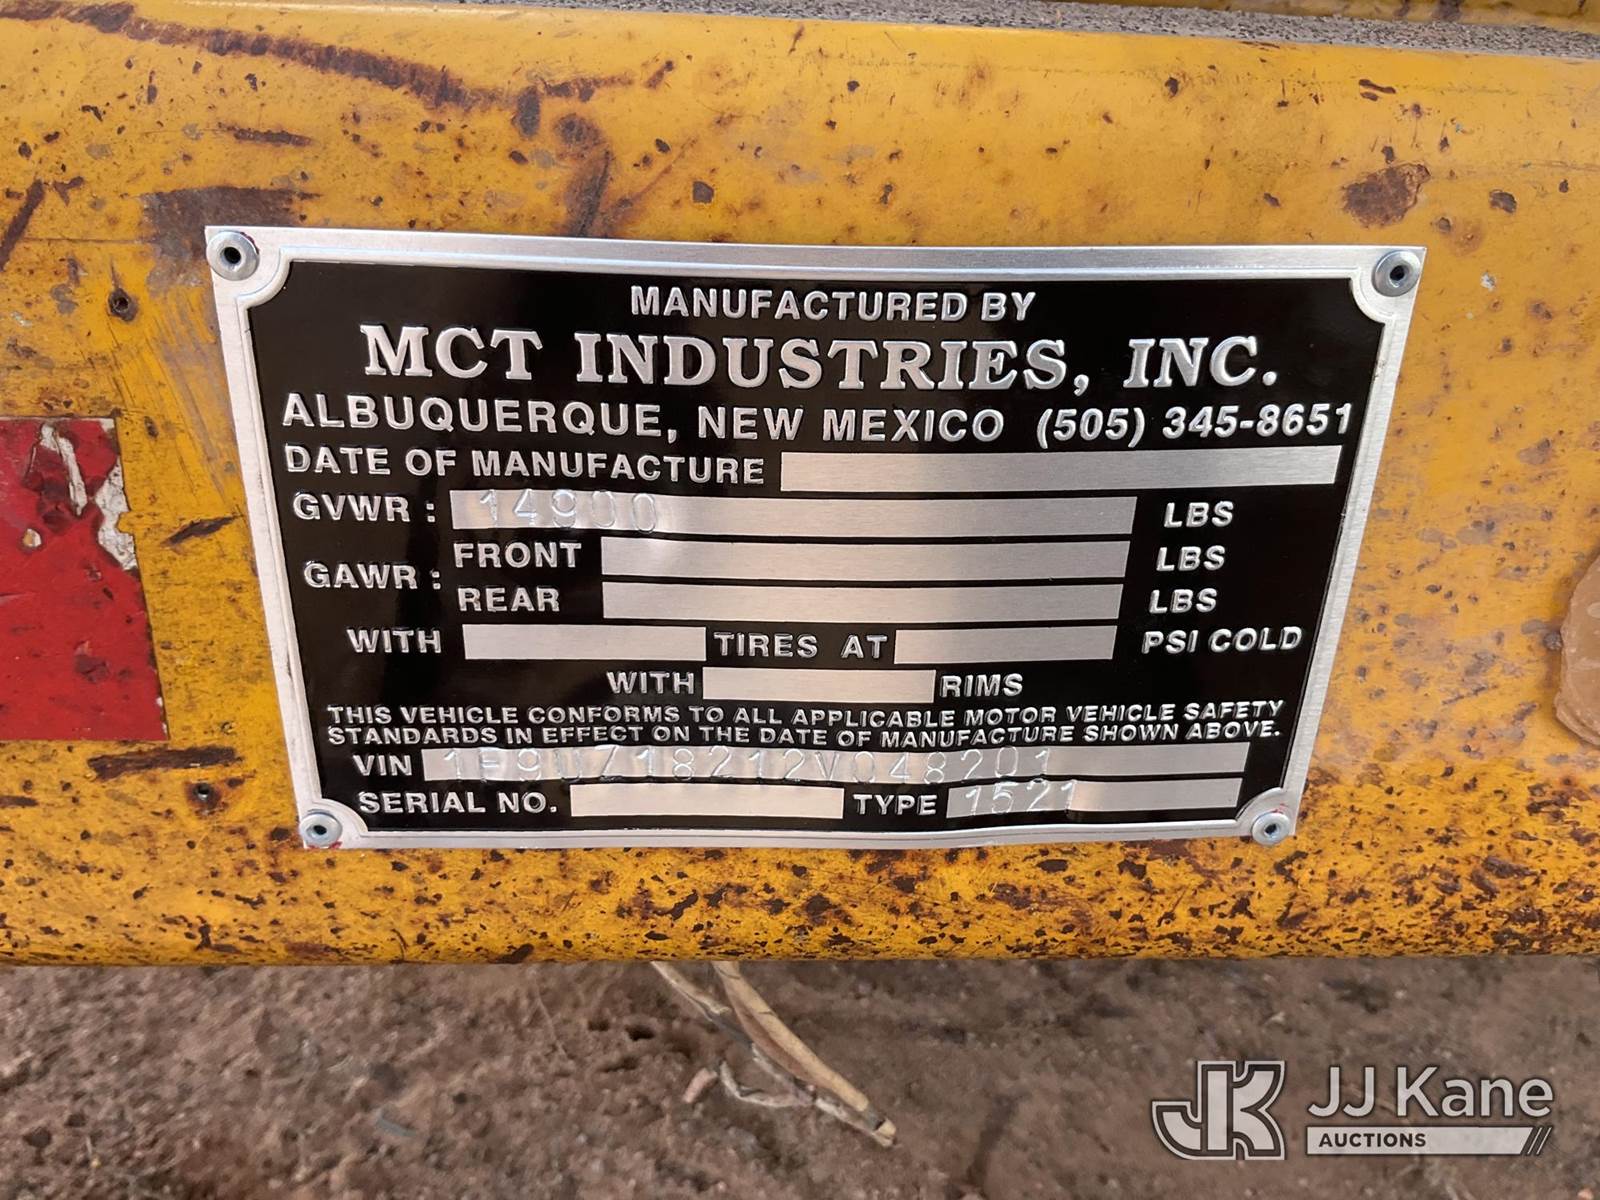 MANUFACTURED BY
MCT INDUSTRIES, INC.
ALBUQUERQUE, NEW MEXICO (505) 345-8651
DATE OF MANUFACTURE
GVWR : 14900 LBS
GAWR : FRONT LBS
REAR LBS
WITH TIRES AT PSI COLD
WITH RIMS
THIS VEHICLE CONFORMS TO ALL APPLICABLE MOTOR VEHICLE SAFETY
STANDARDS IN EFFECT ON THE DATE OF MANUFACTURE SHOWN ABOVE.
VIN
SERIAL NO. TYPE 1521
JK JJ Kane
AUCTIONS